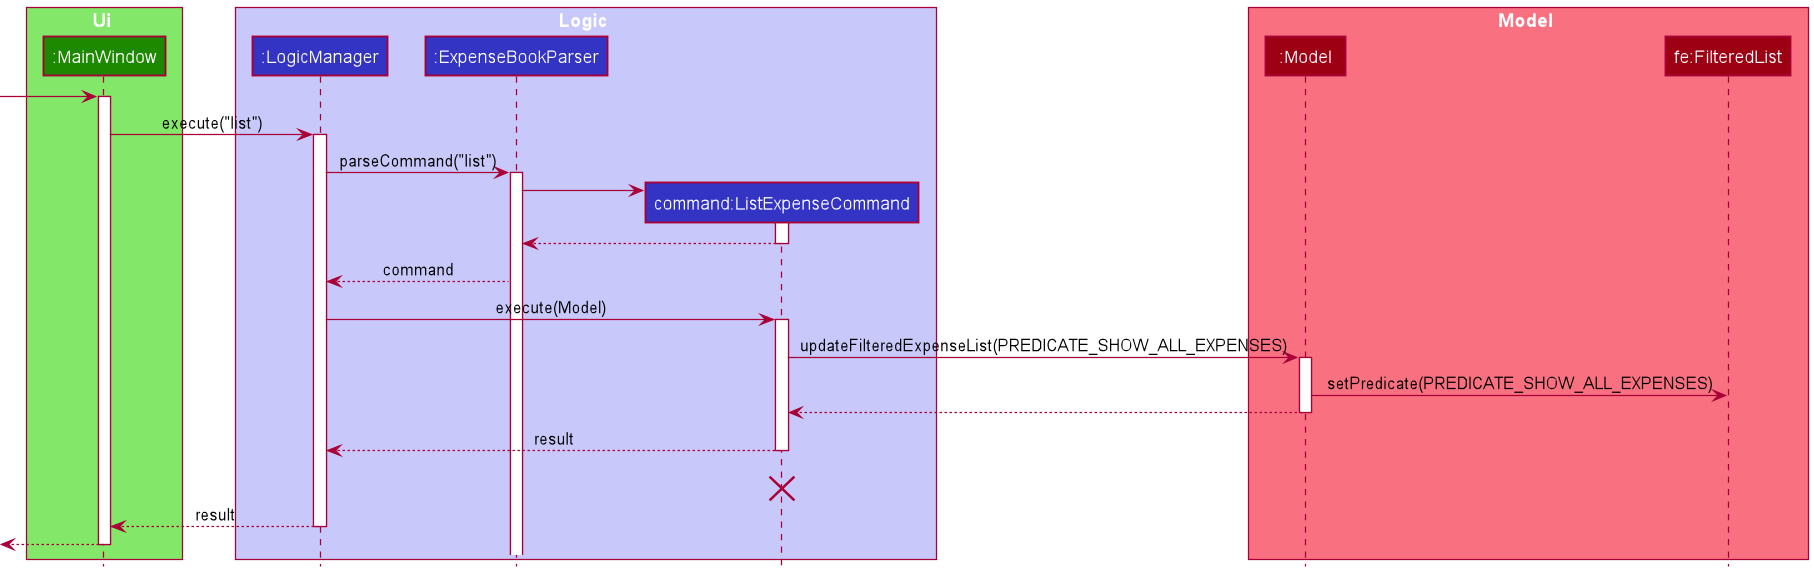 Ui
Logic
Model
:MainWindow
:LogicManager
:ExpenseBookParser
:Model
fe:FilteredList
execute("list")
parseCommand("list")
command:ListExpenseCommand
command
execute(Model)
updateFilteredExpenseList(PREDICATE_SHOW_ALL_EXPENSES)
setPredicate(PREDICATE_SHOW_ALL_EXPENSES)
result
result